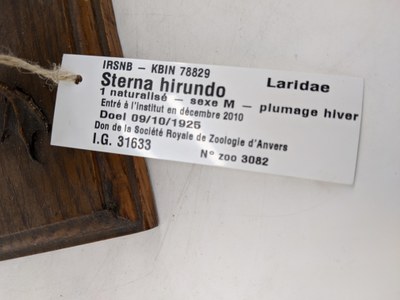 IRSNB – KBIN 78829
Sterna hirundo Laridae
1 naturalisé – sexe M – plumage hiver
Entré à l'Institut en décembre 2010
Doel 09/10/1925
Don de la Société Royale de Zoologie d'Anvers
I.G. 31633 N° zoo 3082